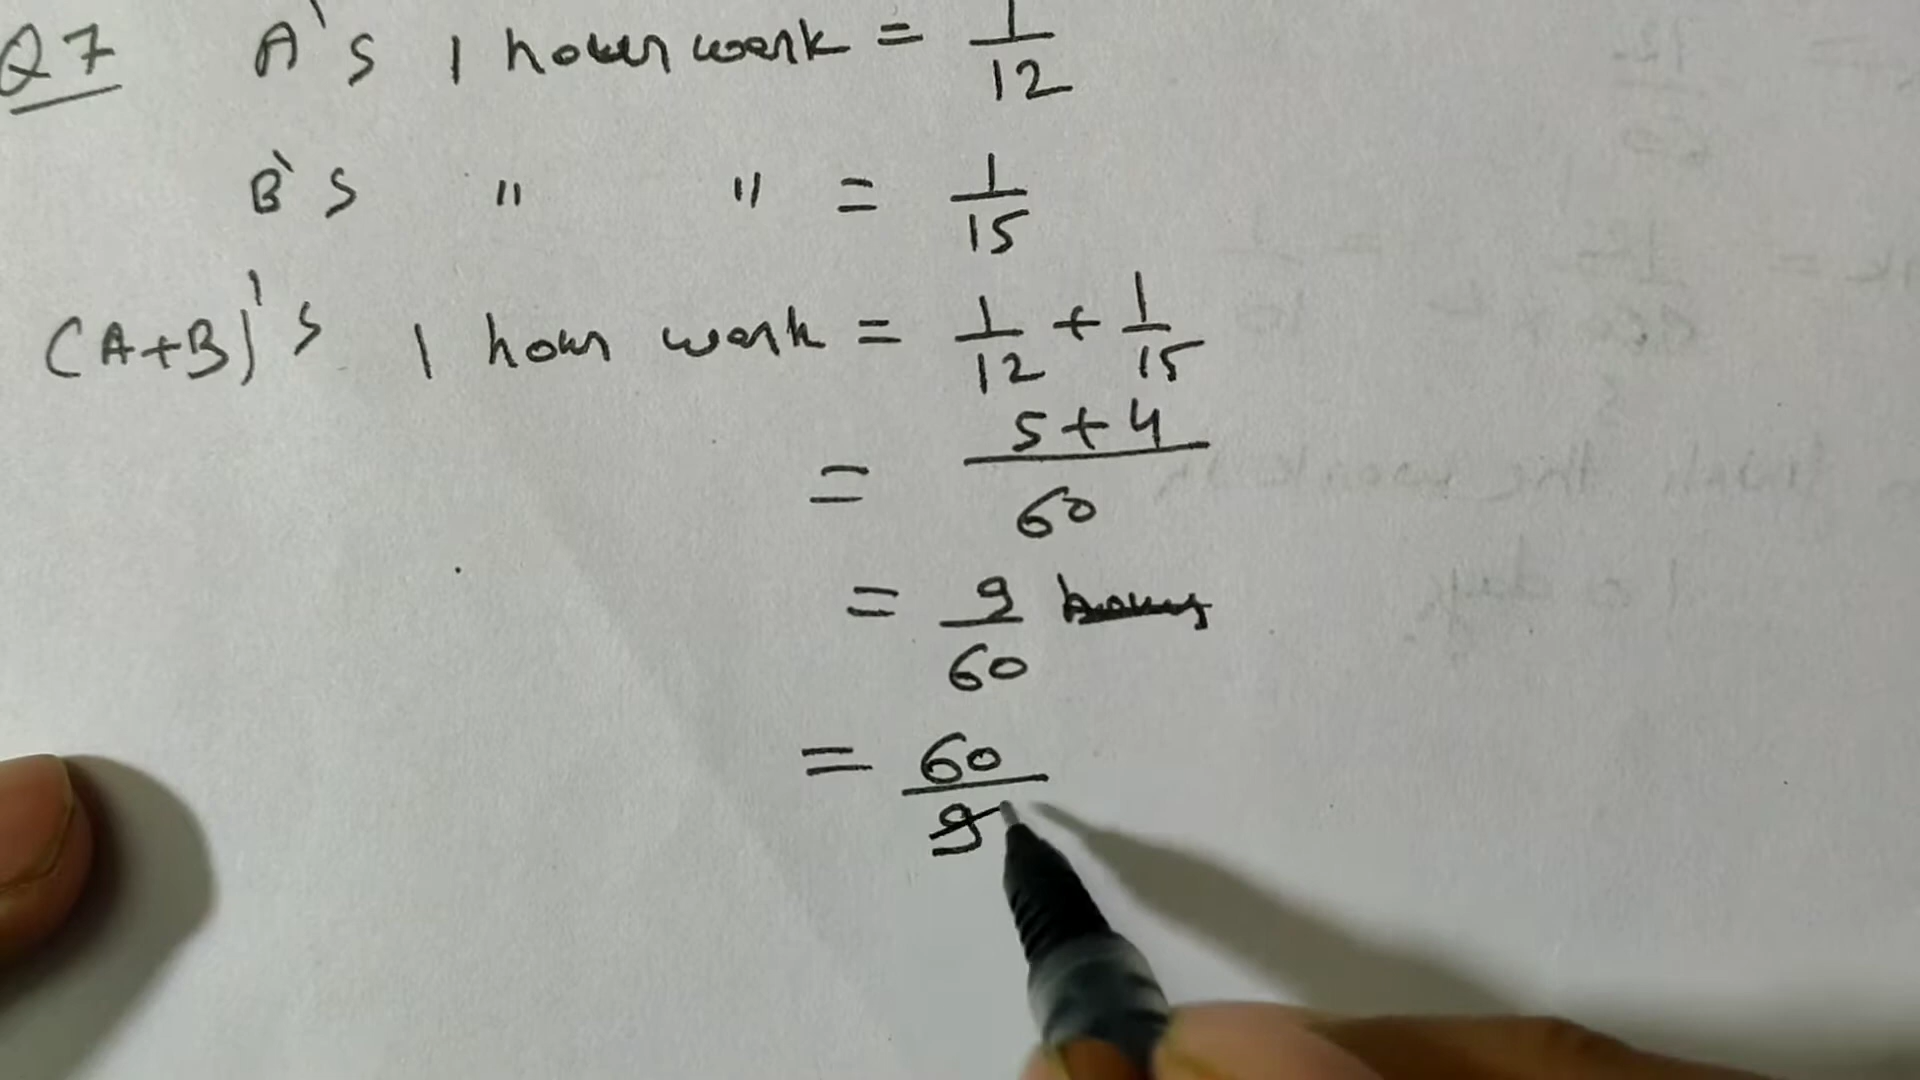 Q7 A's 1 hour work = 1/12
B's " " = 1/15
(A+B)'s 1 hour work = 1/12 + 1/15
= 5+4/60
= 9/60
= 60/9